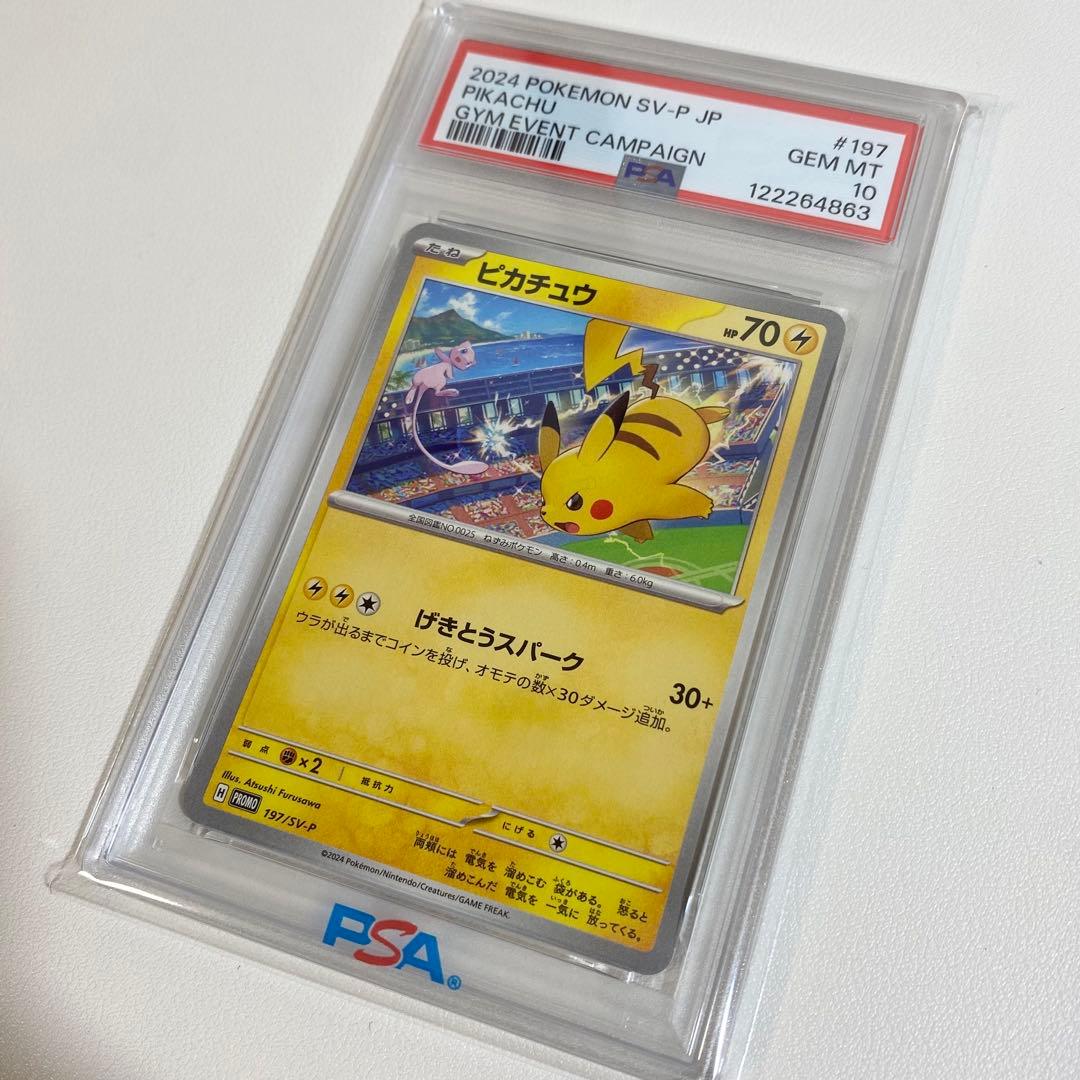 2024 POKEMON SV-P JP
#197
PIKACHU
GEM MT
GYM EVENT CAMPAIGN
10
PSA
122264863
たね
ピカチュウ
HP 70
全国図鑑NO.0025 ねずみポケモン 高さ:0.4m 重さ:6.0kg
げきとうスパーク
30+
ウラが出るまでコインを投げ、オモテの数×30ダメージ追加。
弱点 ×2 抵抗力
にげる
Illus. Atsushi Furusawa
H PROMO 197/SV-P
両頬には 電気を 溜めこむ 袋がある。 怒ると
溜めこんだ 電気を 一気に 放ってくる。
©2024 Pokémon/Nintendo/Creatures/GAME FREAK.
PSA®